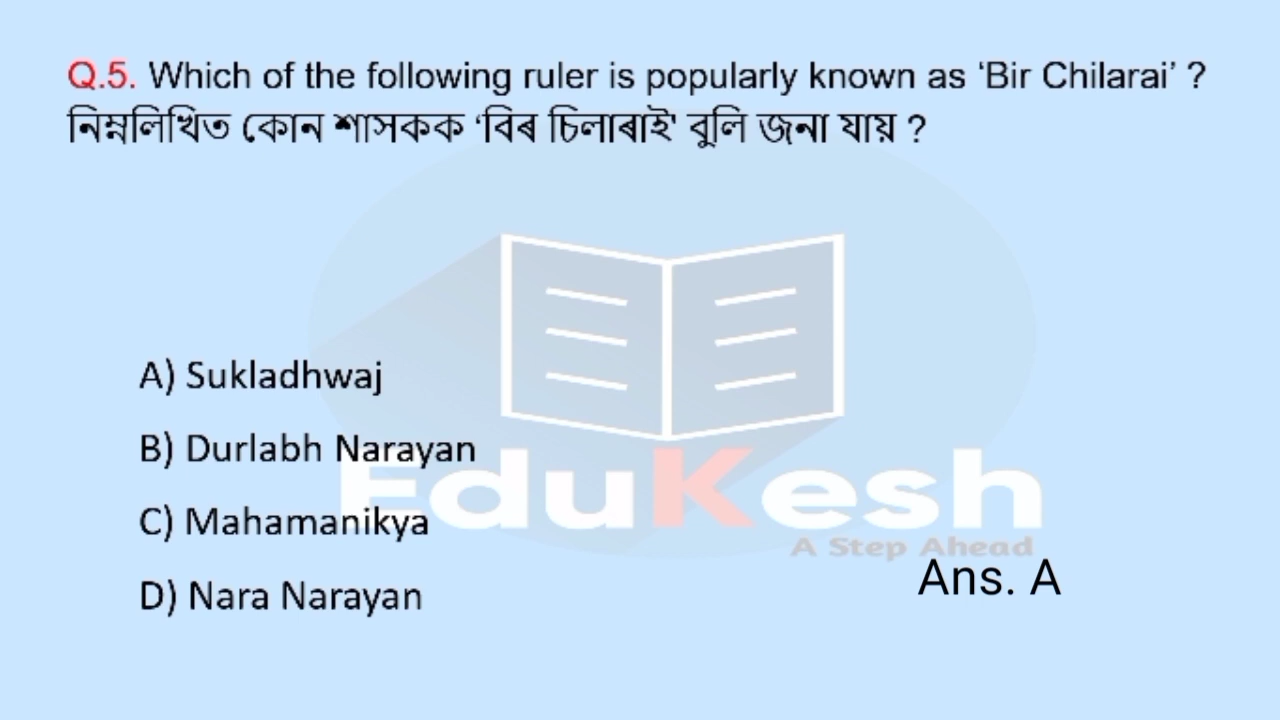 Q.5. Which of the following ruler is popularly known as ‘Bir Chilarai’ ?
নিম্নলিখিত কোন শাসকক ‘বিৰ চিলাৰাই' বুলি জনা যায় ?
A) Sukladhwaj
B) Durlabh Narayan
C) Mahamanikya
D) Nara Narayan
EduKesh
A Step Ahead
Ans. A